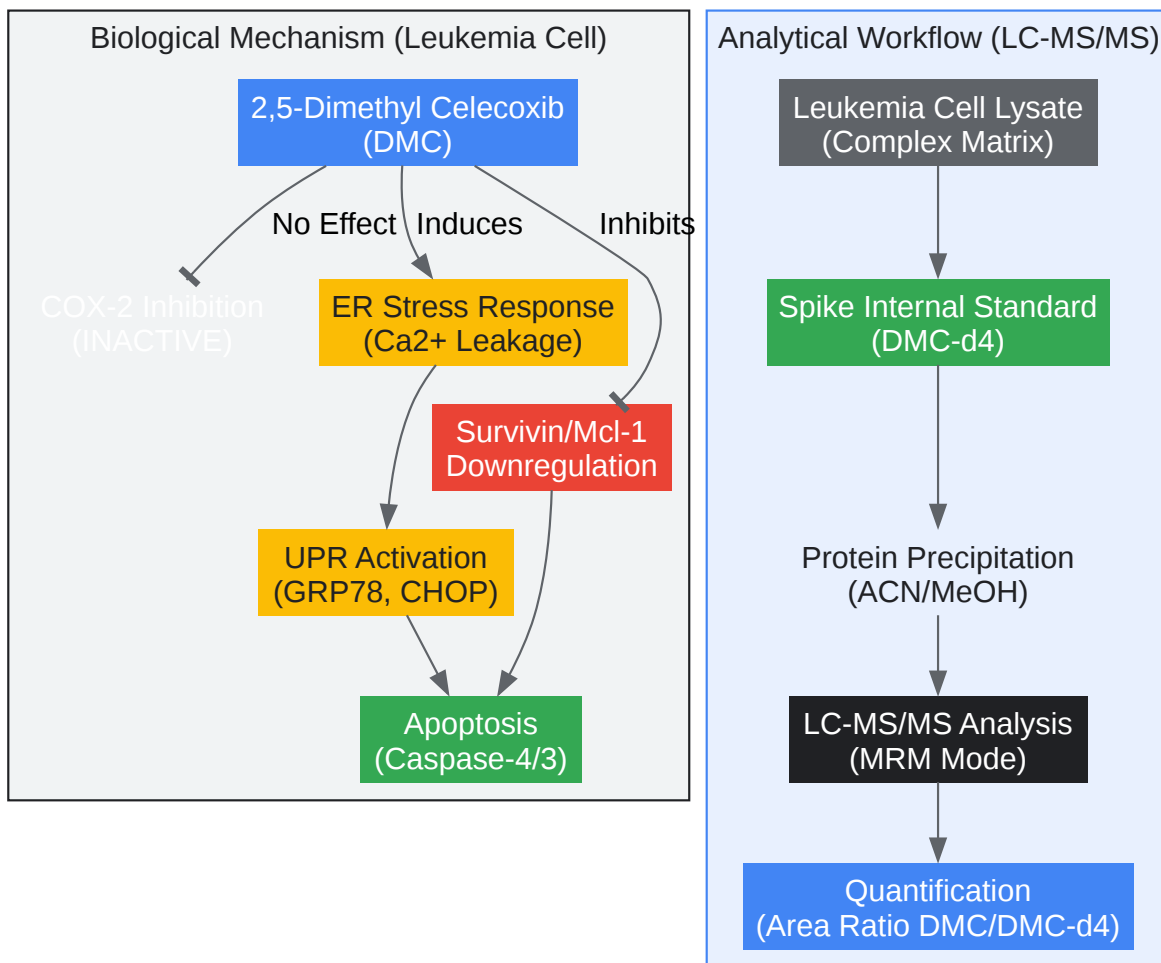 Biological Mechanism (Leukemia Cell)
2,5-Dimethyl Celecoxib
(DMC)
No Effect
Induces
Inhibits
COX-2 Inhibition
(INACTIVE)
ER Stress Response
(Ca2+ Leakage)
Survivin/Mcl-1
Downregulation
UPR Activation
(GRP78, CHOP)
Apoptosis
(Caspase-4/3)
Analytical Workflow (LC-MS/MS)
Leukemia Cell Lysate
(Complex Matrix)
Spike Internal Standard
(DMC-d4)
Protein Precipitation
(ACN/MeOH)
LC-MS/MS Analysis
(MRM Mode)
Quantification
(Area Ratio DMC/DMC-d4)